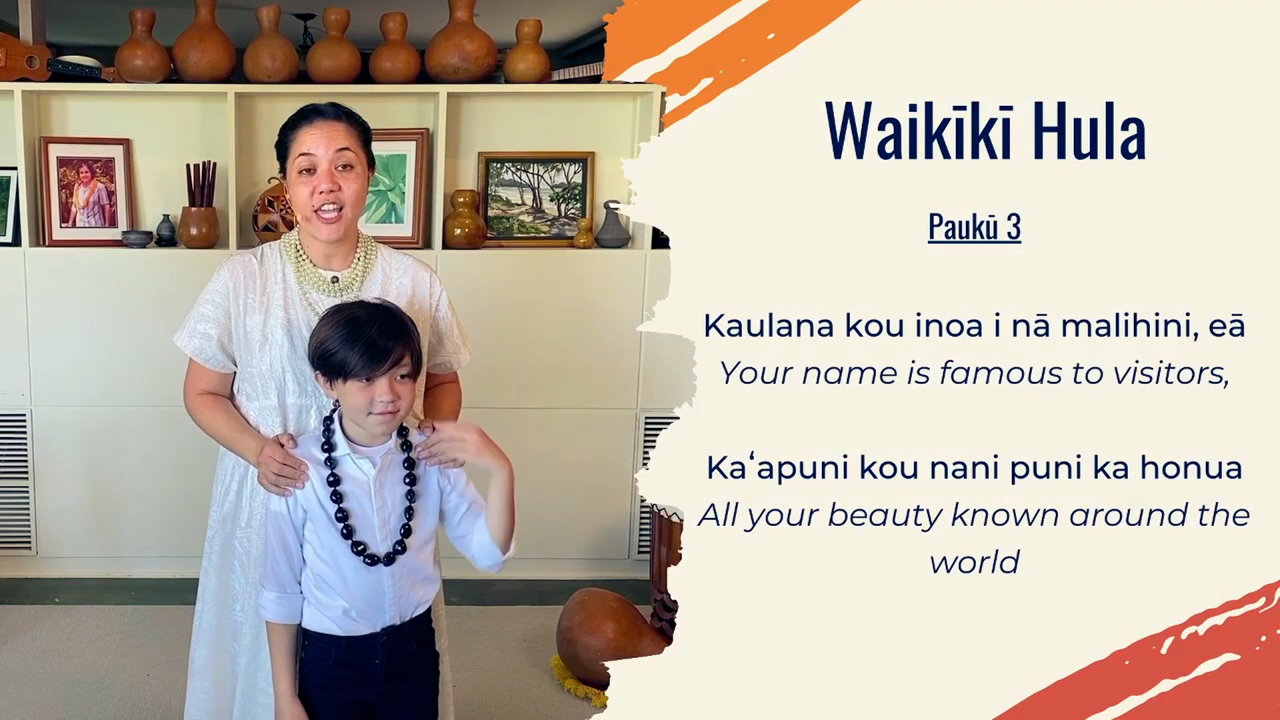 Waikīkī Hula
Paukū 3
Kaulana kou inoa i nā malihini, eā
Your name is famous to visitors,
Kaʻapuni kou nani puni ka honua
All your beauty known around the
world